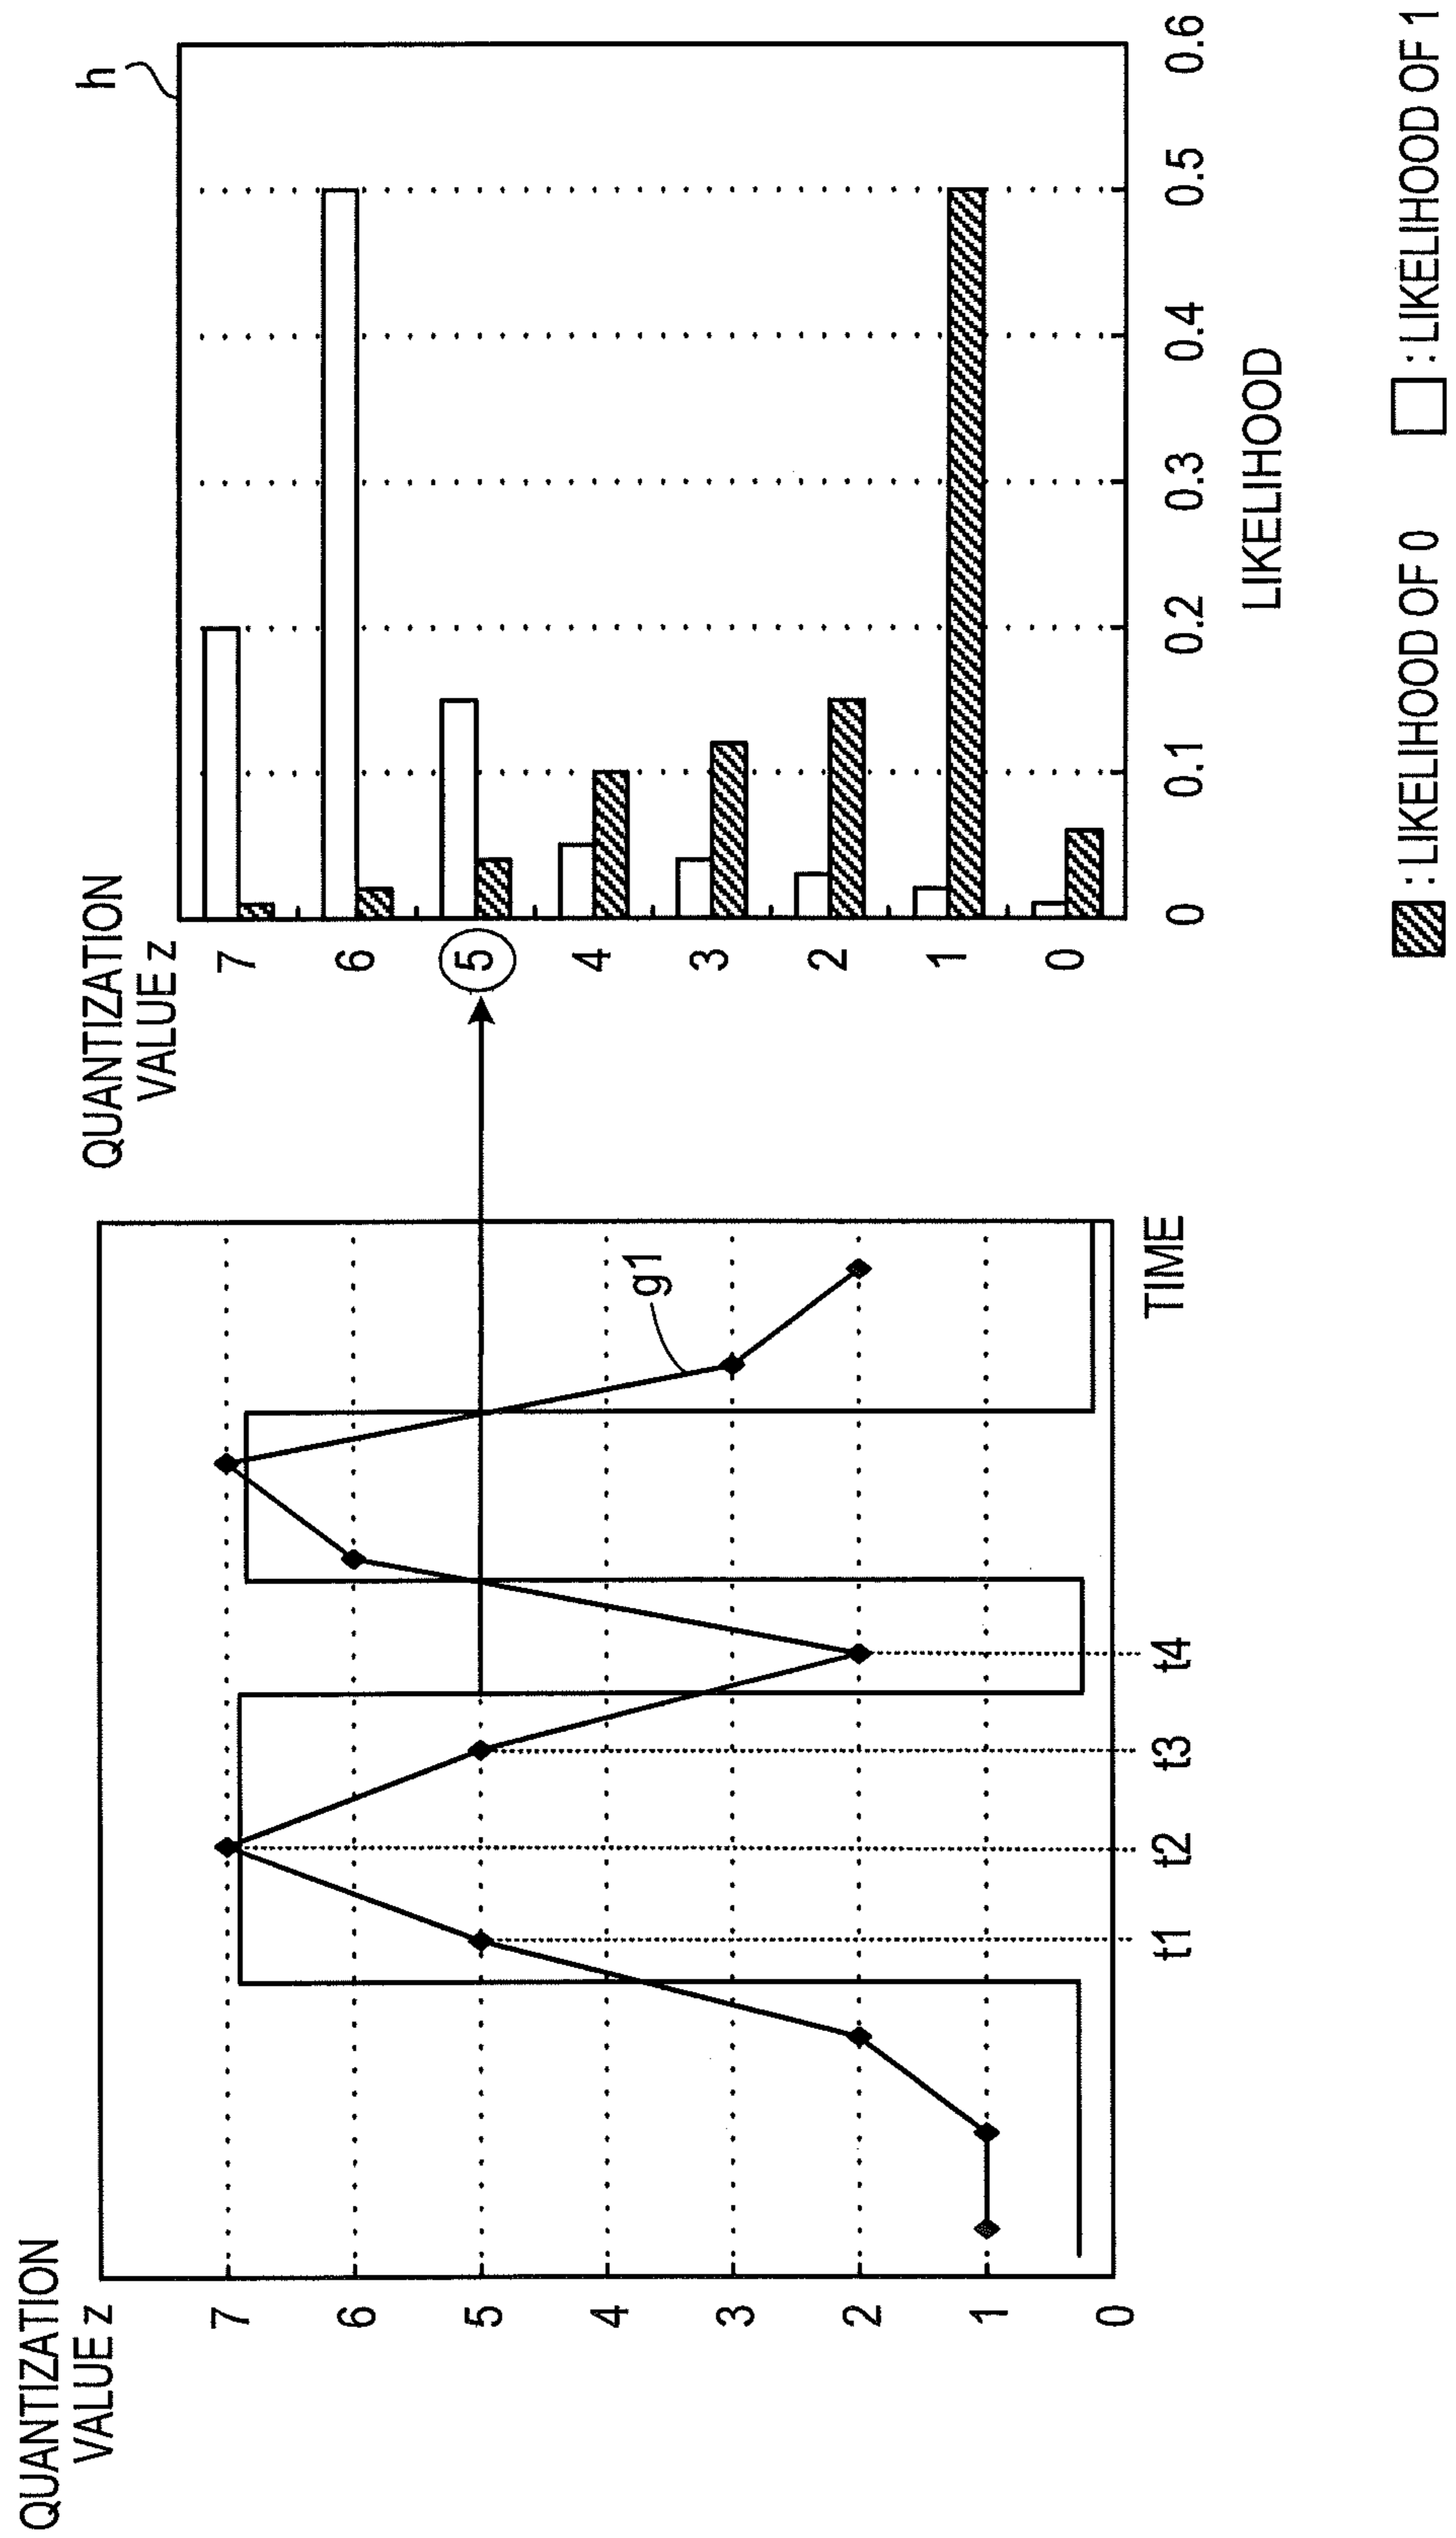 QUANTIZATION
VALUE z
7
6
5
4
3
2
1
0
t1
t2
t3
t4
TIME
g1
QUANTIZATION
VALUE z
7
6
5
4
3
2
1
0
h
0
0.1
0.2
0.3
0.4
0.5
0.6
LIKELIHOOD
: LIKELIHOOD OF 0
: LIKELIHOOD OF 1